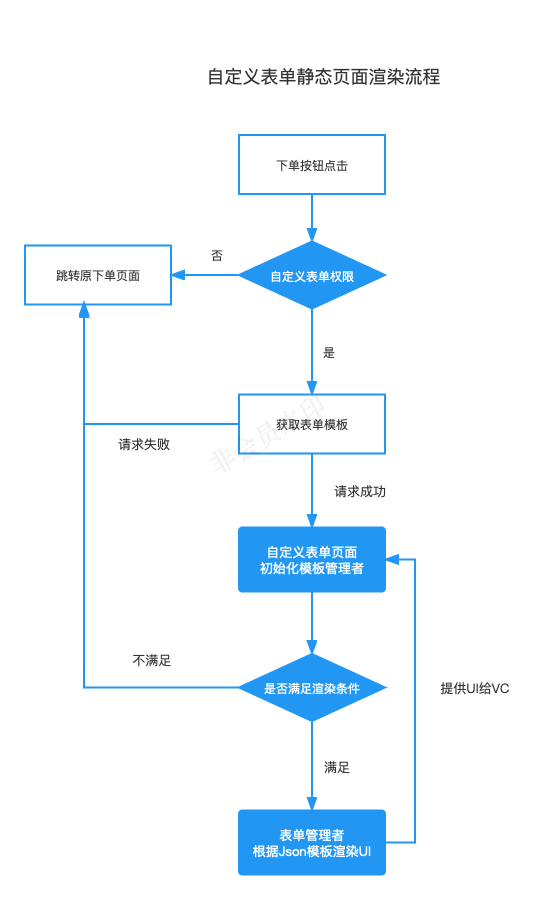 自定义表单静态页面渲染流程
下单按钮点击
否
自定义表单权限
跳转原下单页面
是
获取表单模板
非会员水印
请求失败
请求成功
自定义表单页面
初始化模板管理者
不满足
是否满足渲染条件
提供UI给VC
满足
表单管理者
根据Json模板渲染UI